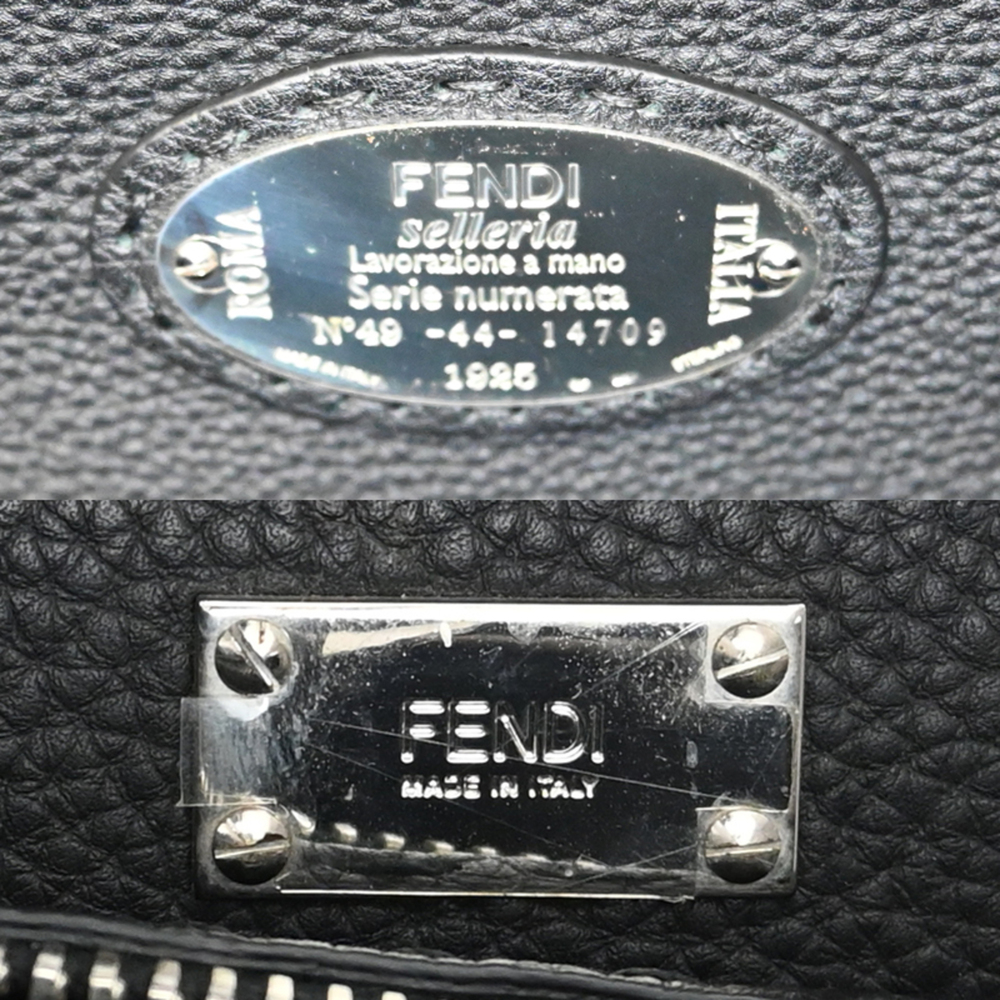 FENDI
selleria
Lavorazione a mano
Serie numerata
N°49 -44- 14709
1925
ROMA
ITALIA
FENDI
MADE IN ITALY